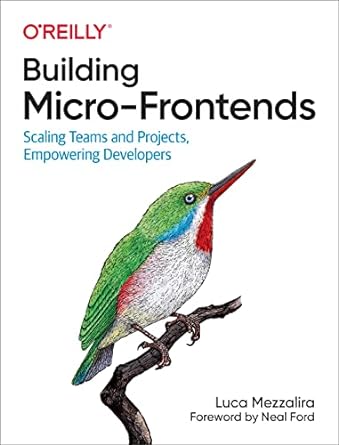 O'REILLY®
Building
Micro-Frontends
Scaling Teams and Projects,
Empowering Developers
Luca Mezzalira
Foreword by Neal Ford